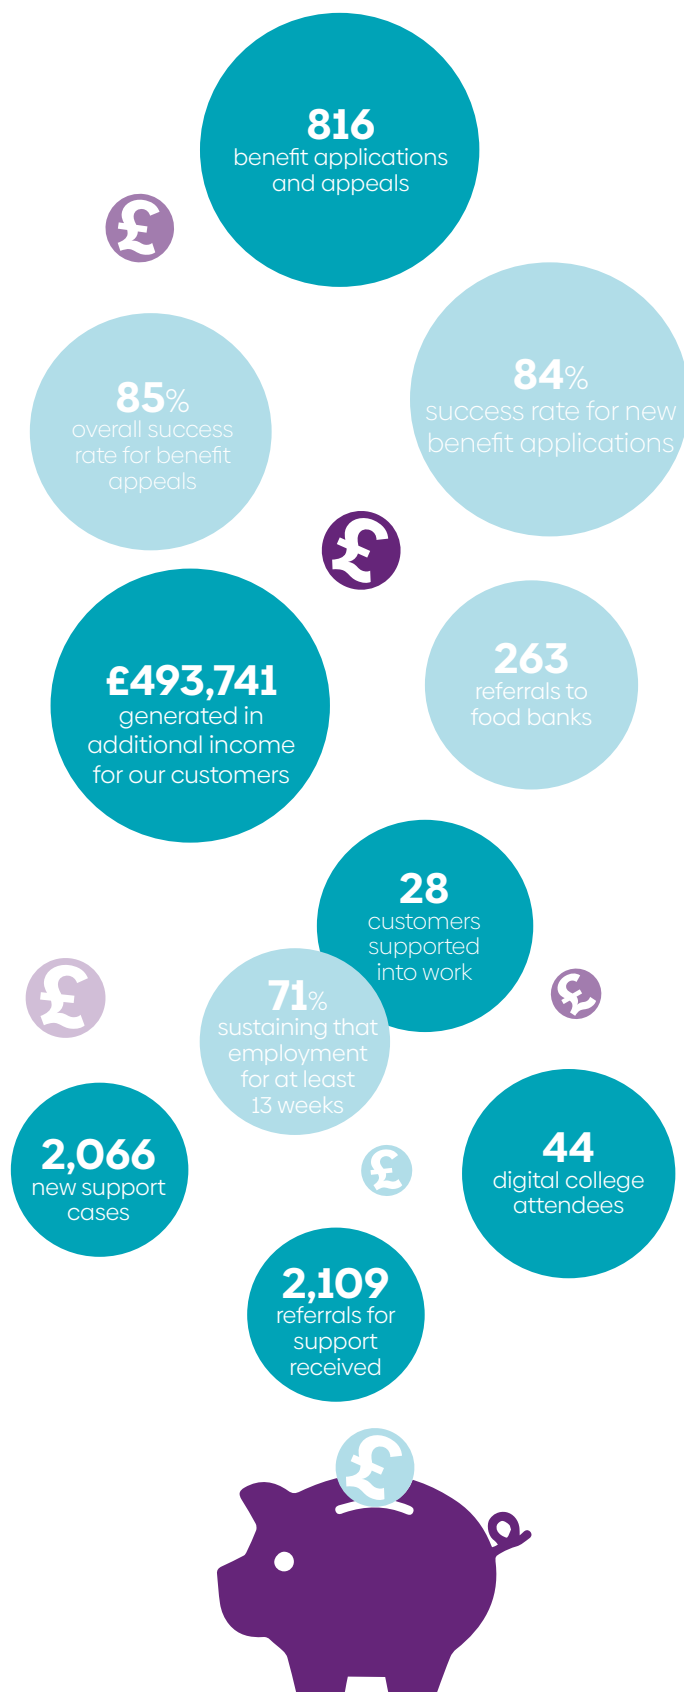 816
benefit applications
and appeals
£
85%
overall success
rate for benefit
appeals
84%
success rate for new
benefit applications
£
£493,741
generated in
additional income
for our customers
263
referrals to
food banks
28
customers
supported
into work
£
71%
sustaining that
employment
for at least
13 weeks
£
2,066
new support
cases
£
44
digital college
attendees
2,109
referrals for
support
received
£